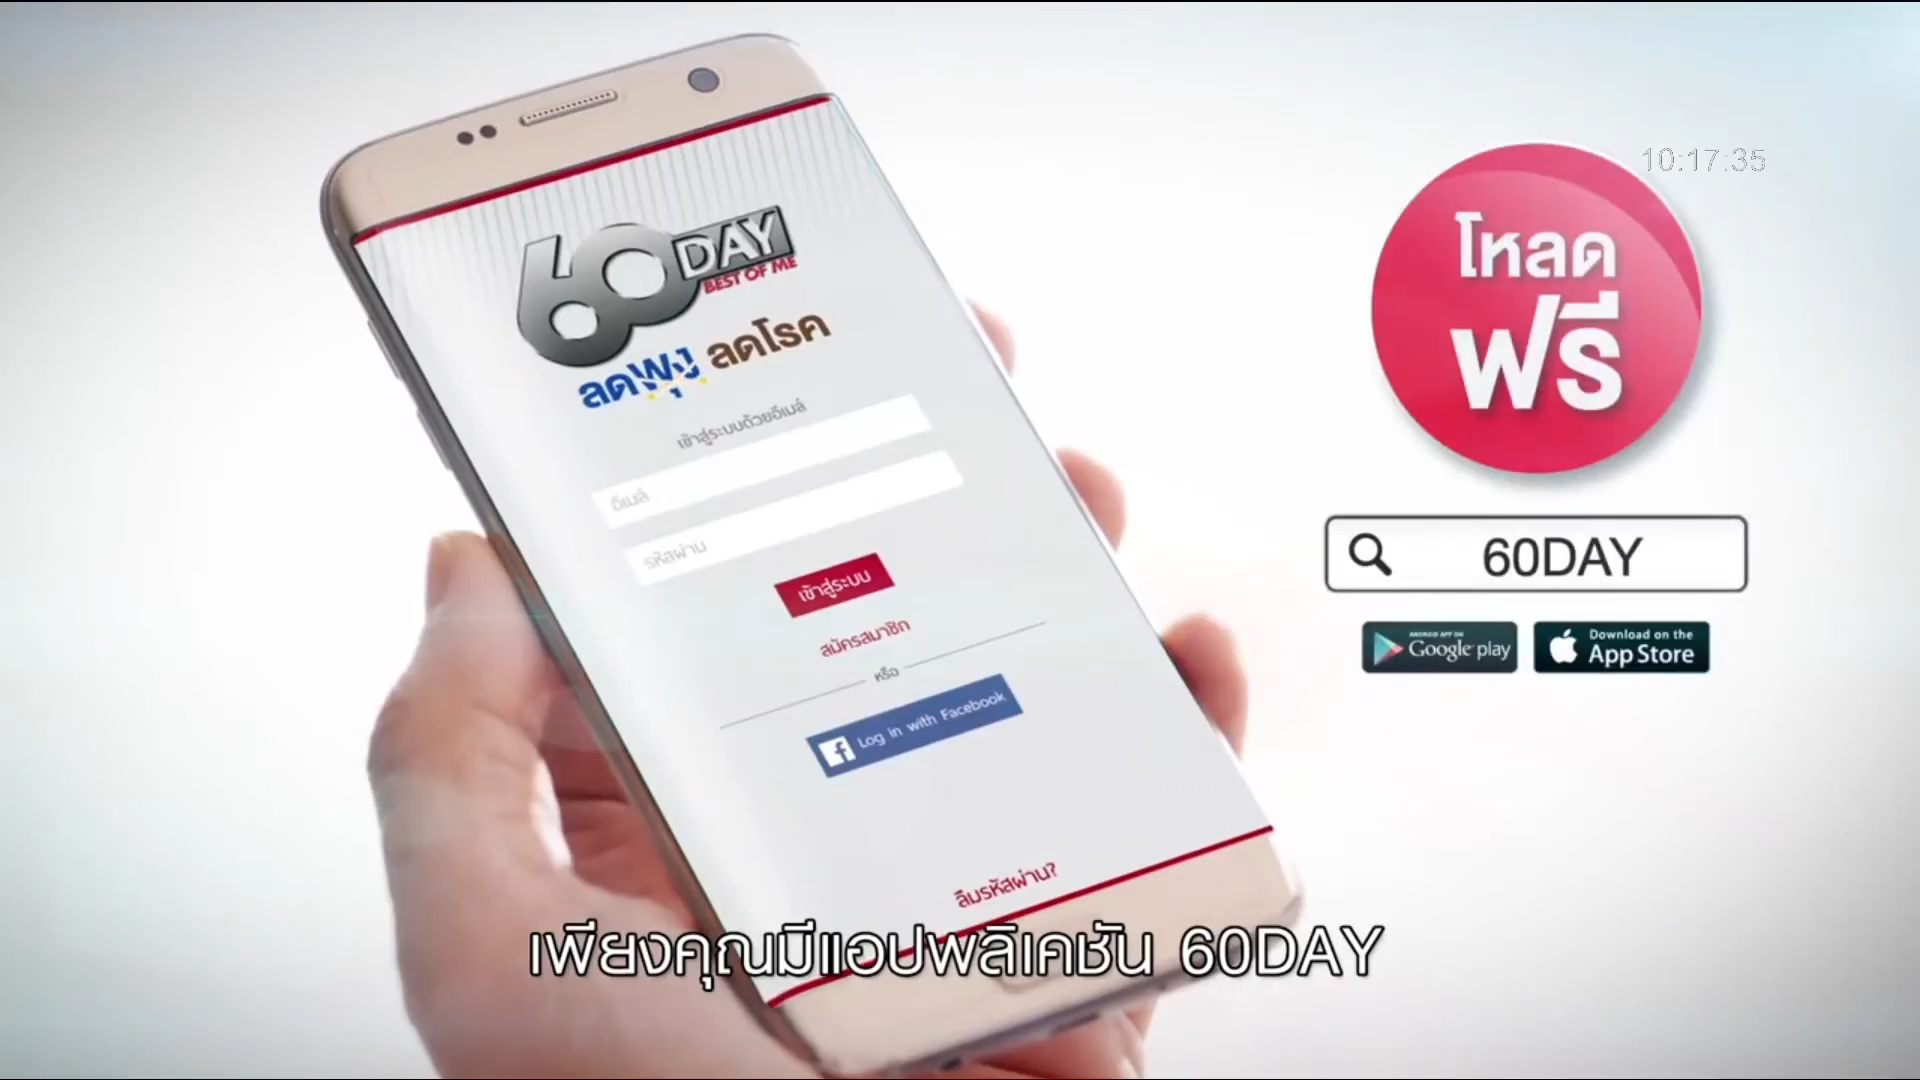 60DAY
BEST OF ME
ลดพุง ลดโรค
เข้าสู่ระบบด้วยอีเมล์
อีเมล์
รหัสผ่าน
เข้าสู่ระบบ
สมัครสมาชิก
หรือ
Log in with Facebook
ลืมรหัสผ่าน?
10:17:35
โหลด
ฟรี
60DAY
ANDROID APP ON
Google play
Download on the
App Store
เพียงคุณมีแอปพลิเคชัน 60DAY